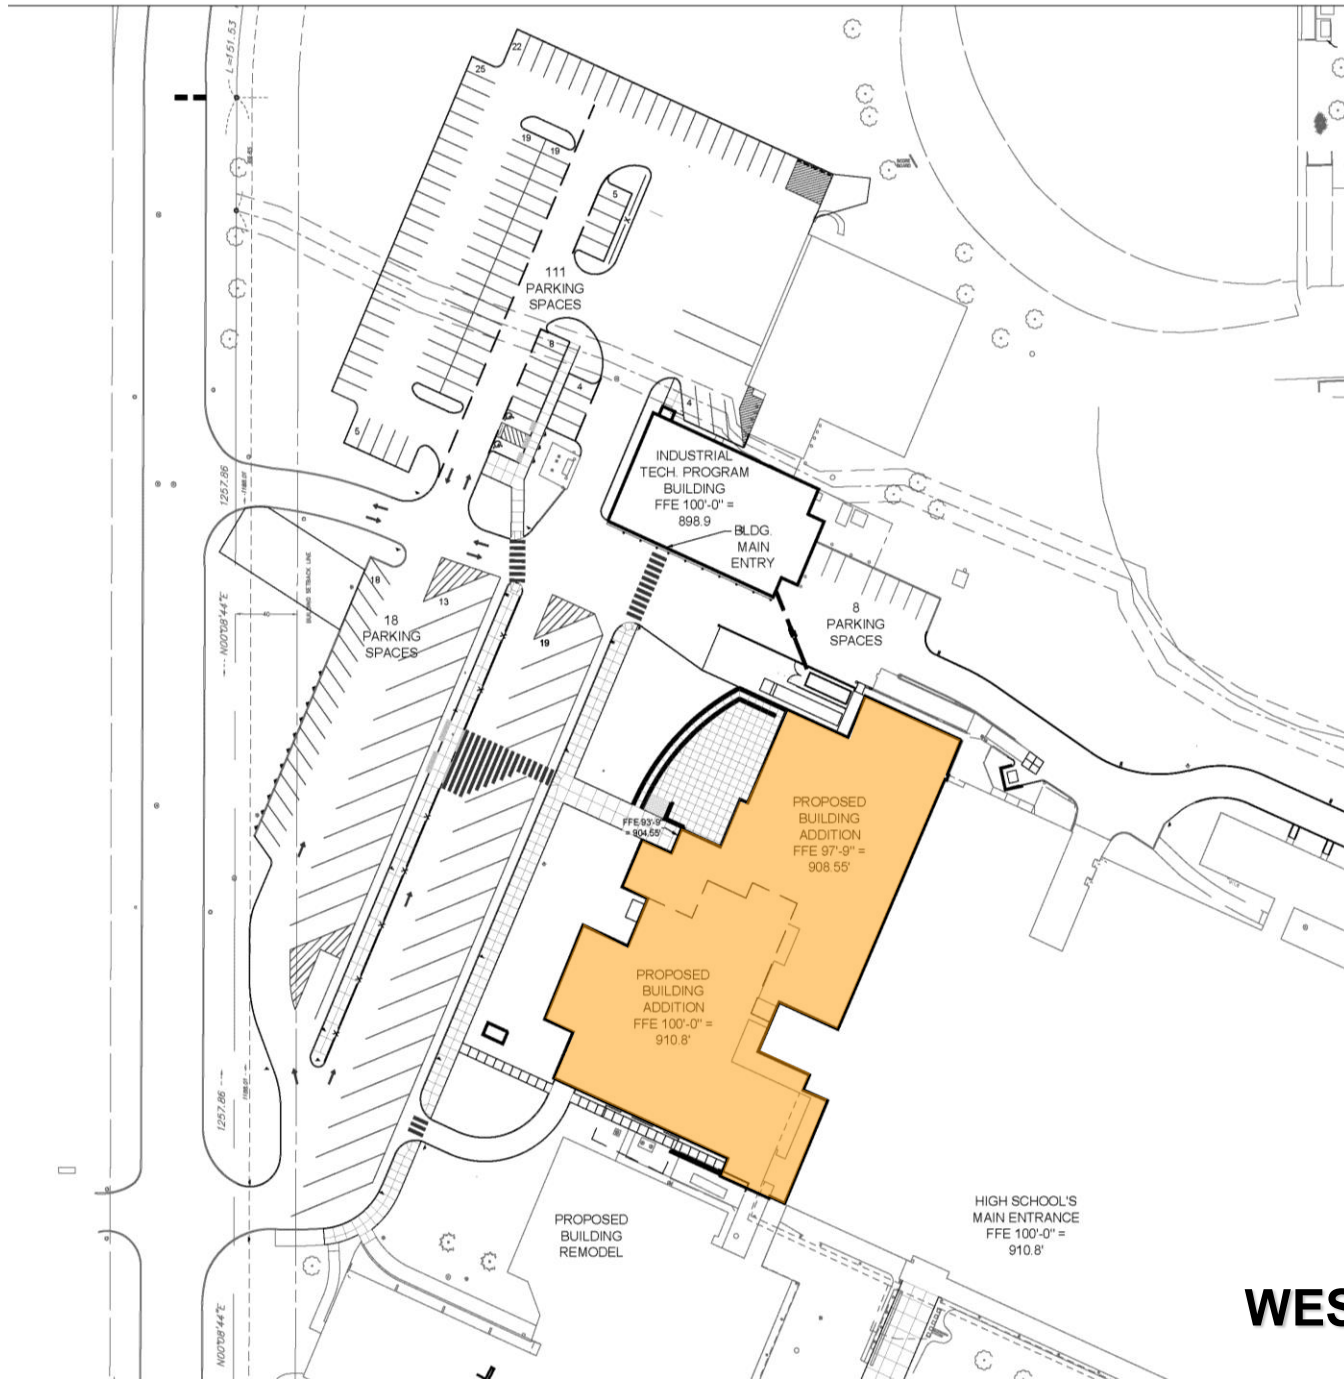 L=151.53
22
25
19
19
5
111
PARKING
SPACES
8
4
4
5
INDUSTRIAL
TECH. PROGRAM
BUILDING
FFE 100'-0" =
898.9
BLDG.
MAIN
ENTRY
1257.86
BUILDING SETBACK LINE
N00°08'44"E
18
13
19
18
PARKING
SPACES
8
PARKING
SPACES
PROPOSED
BUILDING
ADDITION
FFE 97'-9" =
908.55'
FFE 93'-9"
= 904.55'
PROPOSED
BUILDING
ADDITION
FFE 100'-0" =
910.8'
1257.86
PROPOSED
BUILDING
REMODEL
HIGH SCHOOL'S
MAIN ENTRANCE
FFE 100'-0" =
910.8'
N00°08'44"E
WES